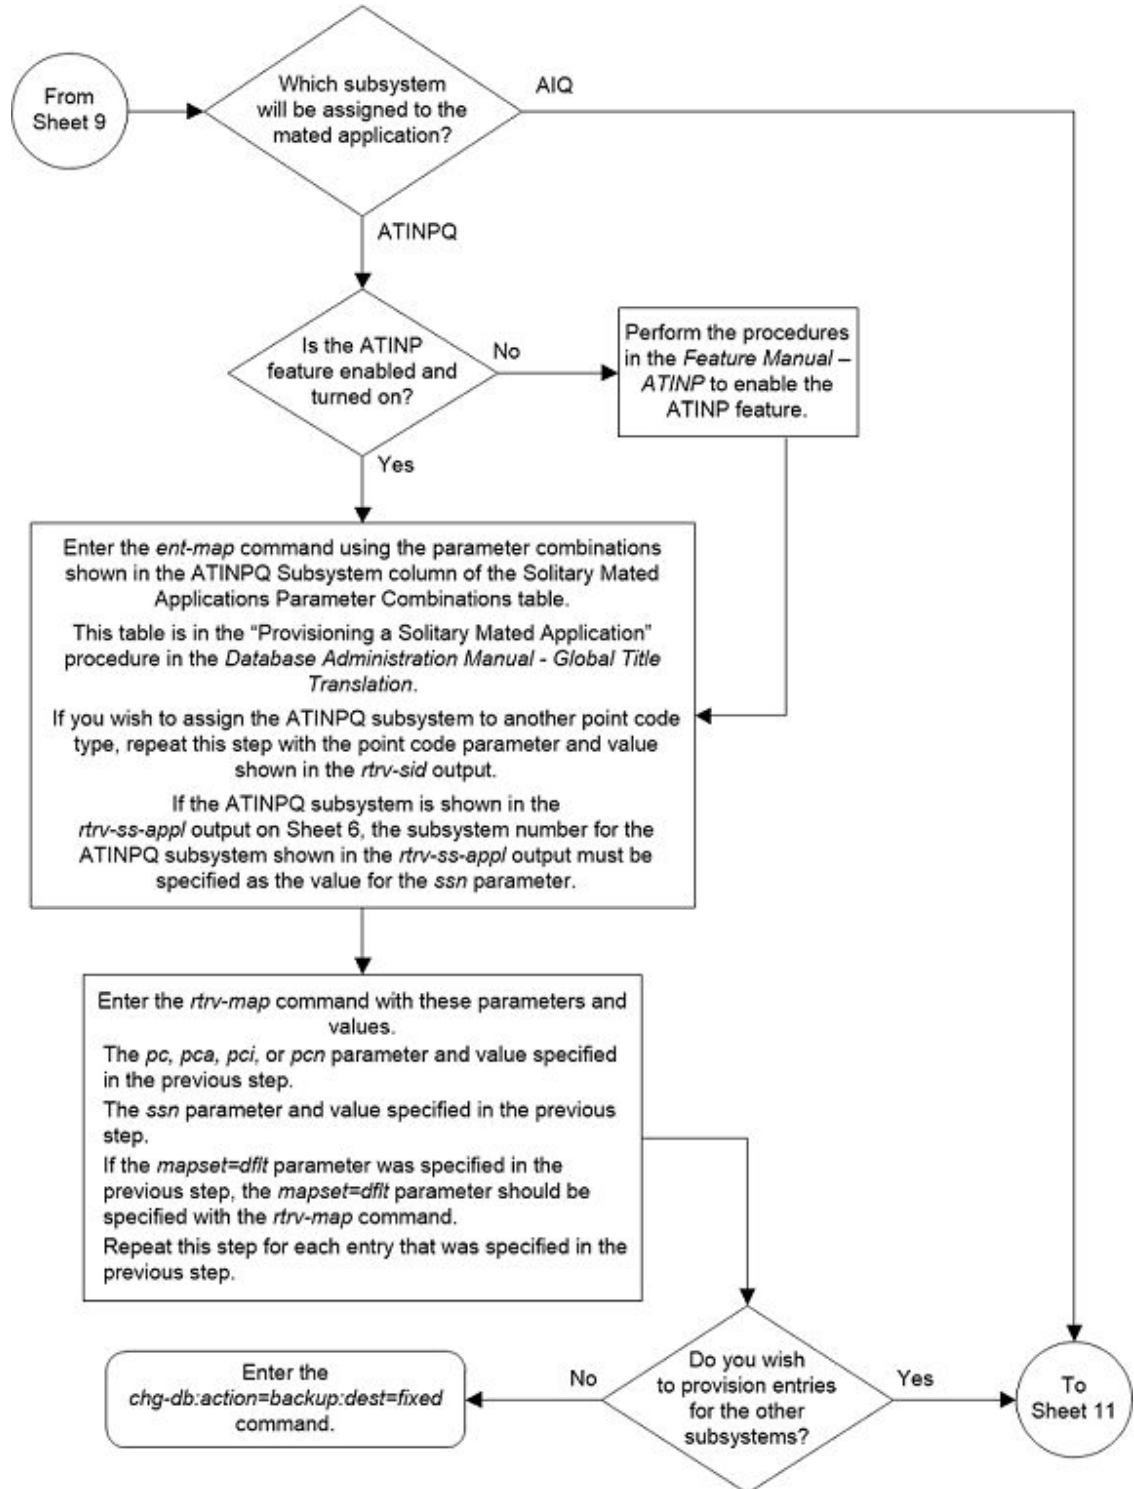 From
Sheet 9
Which subsystem
will be assigned to the
mated application?
AIQ
ATINPQ
Is the ATINP
feature enabled and
turned on?
No
Perform the procedures
in the Feature Manual –
ATINP to enable the
ATINP feature.
Yes
Enter the ent-map command using the parameter combinations
shown in the ATINPQ Subsystem column of the Solitary Mated
Applications Parameter Combinations table.
This table is in the “Provisioning a Solitary Mated Application”
procedure in the Database Administration Manual - Global Title
Translation.
If you wish to assign the ATINPQ subsystem to another point code
type, repeat this step with the point code parameter and value
shown in the rtrv-sid output.
If the ATINPQ subsystem is shown in the
rtrv-ss-appl output on Sheet 6, the subsystem number for the
ATINPQ subsystem shown in the rtrv-ss-appl output must be
specified as the value for the ssn parameter.
Enter the rtrv-map command with these parameters and
values.
The pc, pca, pci, or pcn parameter and value specified
in the previous step.
The ssn parameter and value specified in the previous
step.
If the mapset=dflt parameter was specified in the
previous step, the mapset=dflt parameter should be
specified with the rtrv-map command.
Repeat this step for each entry that was specified in the
previous step.
Do you wish
to provision entries
for the other
subsystems?
No
Enter the
chg-db:action=backup:dest=fixed
command.
Yes
To
Sheet 11